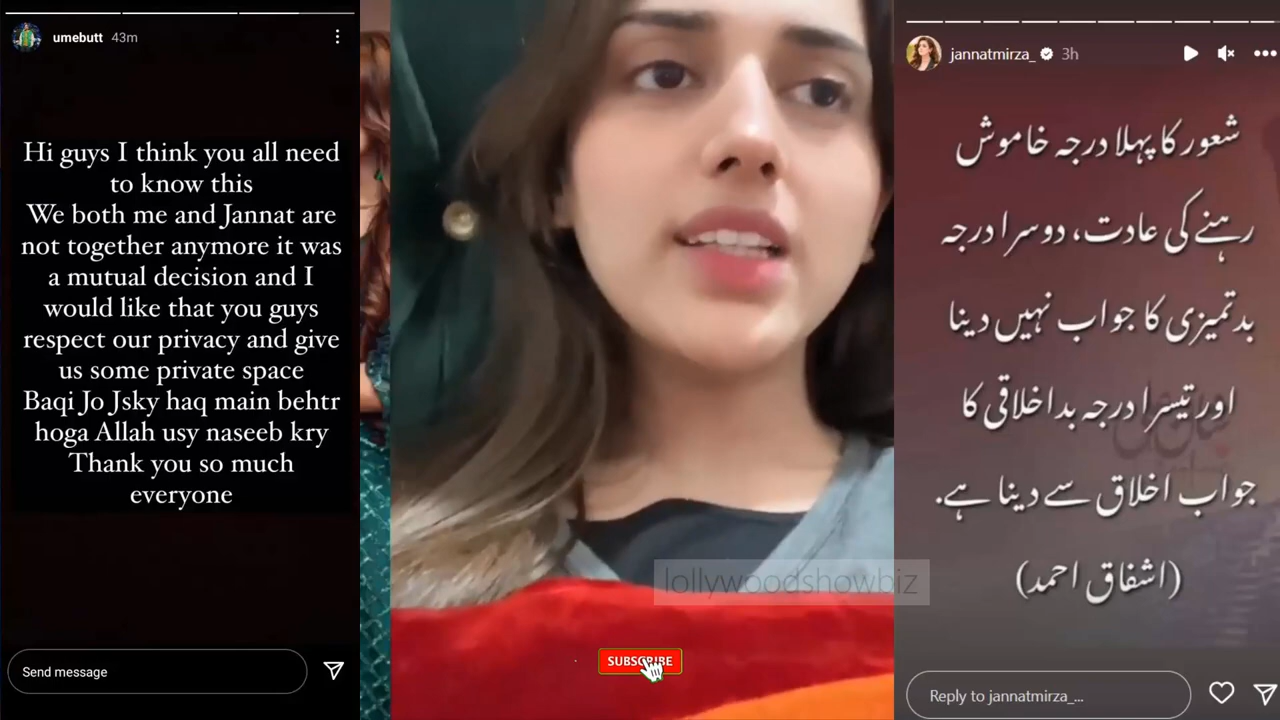 umebutt 43m
Hi guys I think you all need
to know this
We both me and Jannat are
not together anymore it was
a mutual decision and I
would like that you guys
respect our privacy and give
us some private space
Baqi Jo Jsky haq main behtr
hoga Allah usy naseeb kry
Thank you so much
everyone
Send message
lollywoodshowbiz
SUBSCRIBE
jannatmirza_ 3h
شعور کا پہلا درجہ خاموش
رہنے کی عادت، دوسرا درجہ
بدتمیزی کا جواب نہیں دینا
اور تیسرا درجہ بداخلاقی کا
جواب اخلاق سے دینا ہے.
(اشفاق احمد)
Reply to jannatmirza_...